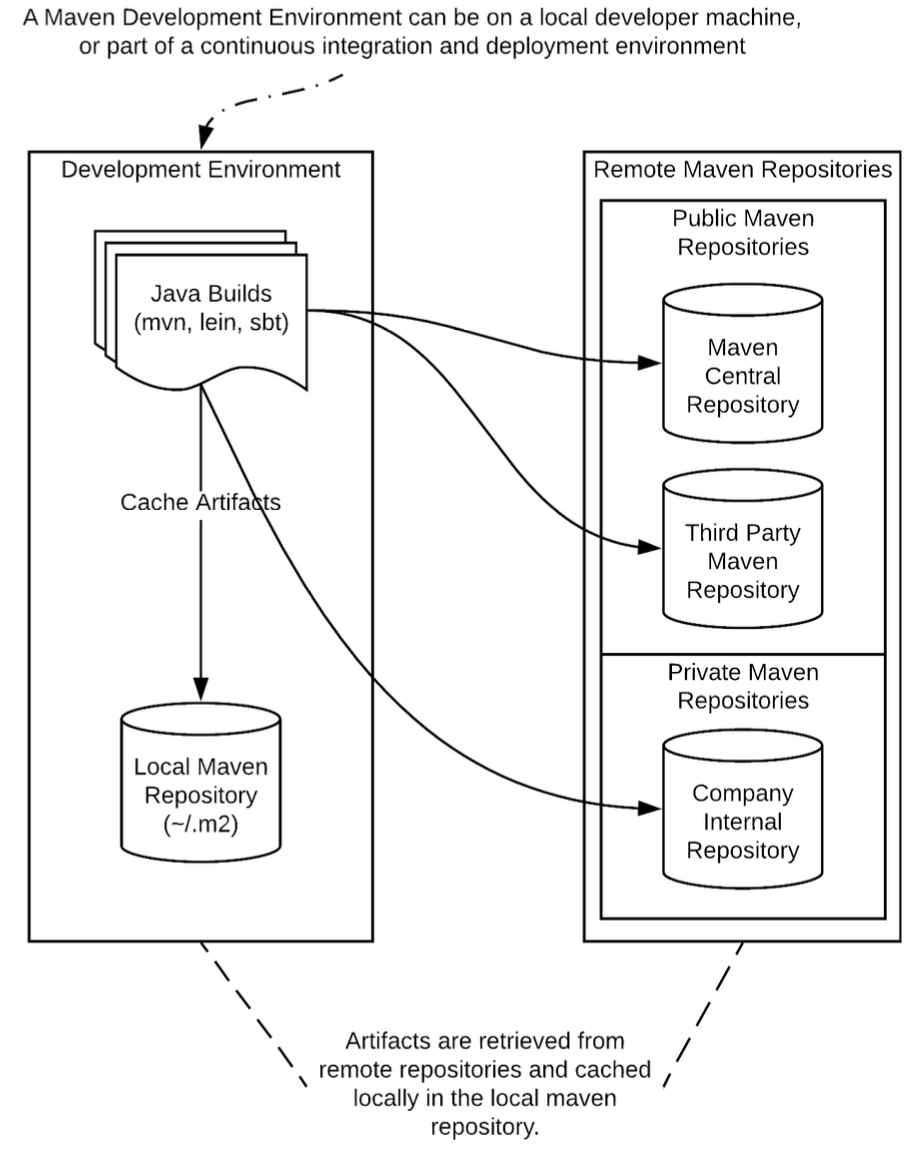 A Maven Development Environment can be on a local developer machine,
or part of a continuous integration and deployment environment
Development Environment
Java Builds
(mvn, lein, sbt)
Cache Artifacts
Local Maven
Repository
(~/.m2)
Remote Maven Repositories
Public Maven
Repositories
Maven
Central
Repository
Third Party
Maven
Repository
Private Maven
Repositories
Company
Internal
Repository
Artifacts are retrieved from
remote repositories and cached
locally in the local maven
repository.